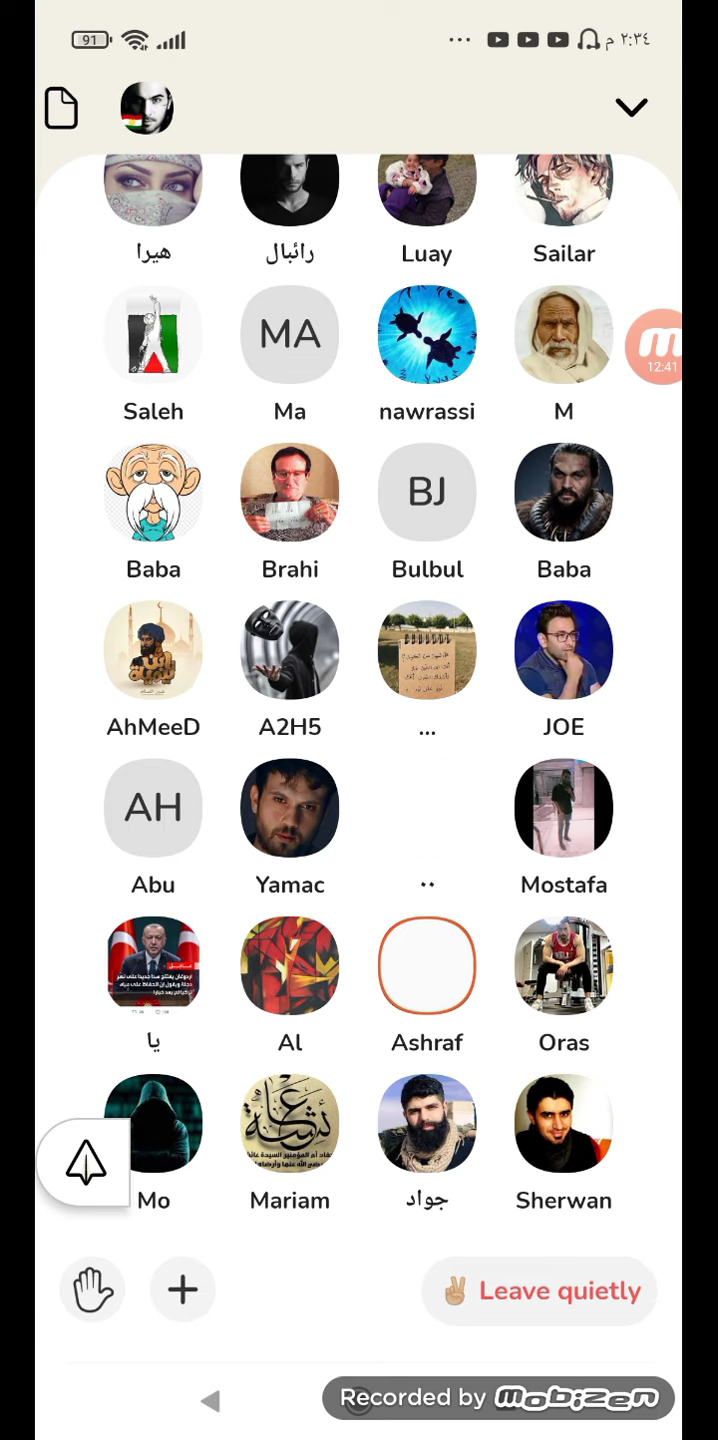 91
٢:٣٤ م
هيرا
رائبال
Luay
Sailar
MA
12:41
Saleh
Ma
nawrassi
M
BJ
Baba
Brahi
Bulbul
Baba
AhMeeD
A2H5
...
JOE
AH
Abu
Yamac
..
Mostafa
عاجل
يا
Al
Ashraf
Oras
عائشة
Mo
Mariam
جواد
Sherwan
✌🏼 Leave quietly
Recorded by mobizen